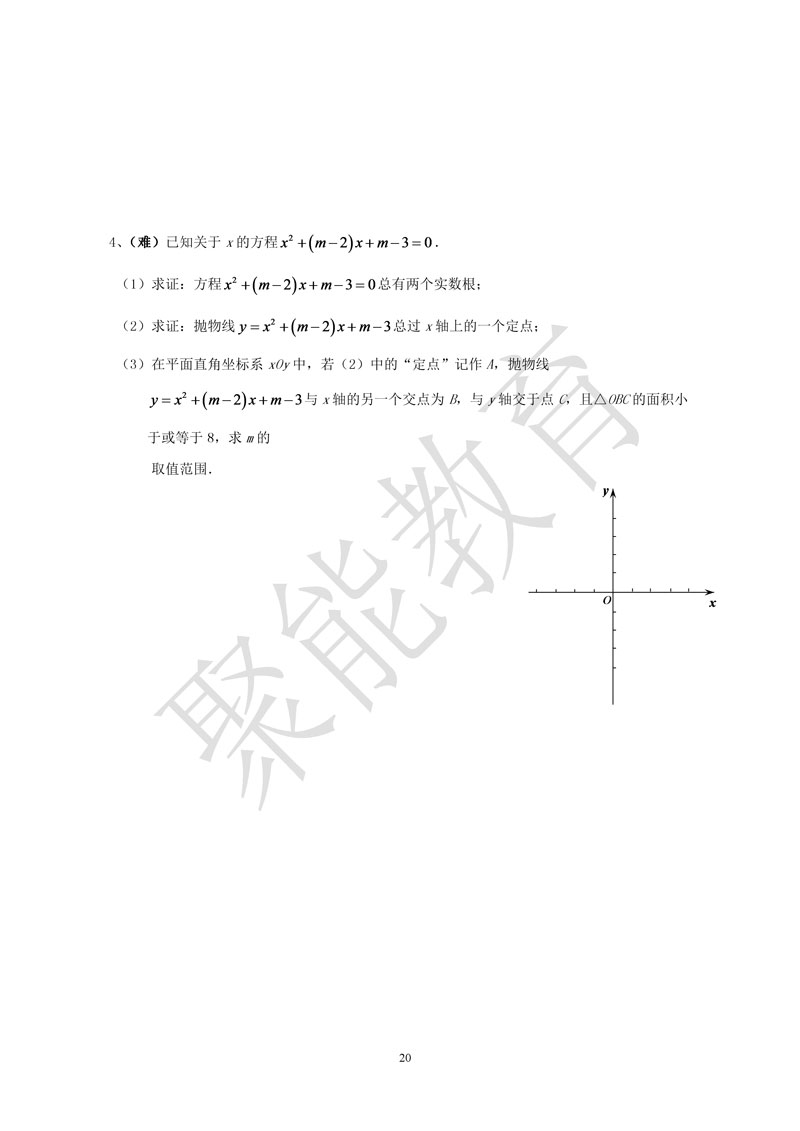 4、（难）已知关于 x 的方程 x² +(m−2)x+m−3=0．
（1）求证：方程 x² +(m−2)x+m−3=0总有两个实数根；
（2）求证：抛物线 y=x² +(m−2)x+m−3总过 x 轴上的一个定点；
（3）在平面直角坐标系 xOy 中，若（2）中的“定点”记作 A，抛物线
y=x² +(m−2)x+m−3与 x 轴的另一个交点为 B，与 y 轴交于点 C，且△OBC 的面积小
于或等于 8，求 m 的
取值范围．
y
O
x
聚能教育
20